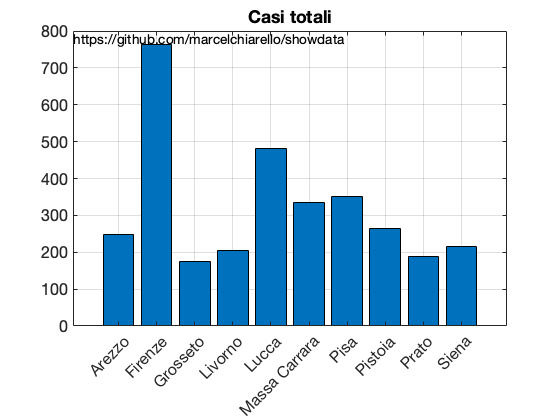 Casi totali
https://github.com/marcelchiarello/showdata
800
700
600
500
400
300
200
100
0
Arezzo
Firenze
Grosseto
Livorno
Lucca
Massa Carrara
Pisa
Pistoia
Prato
Siena